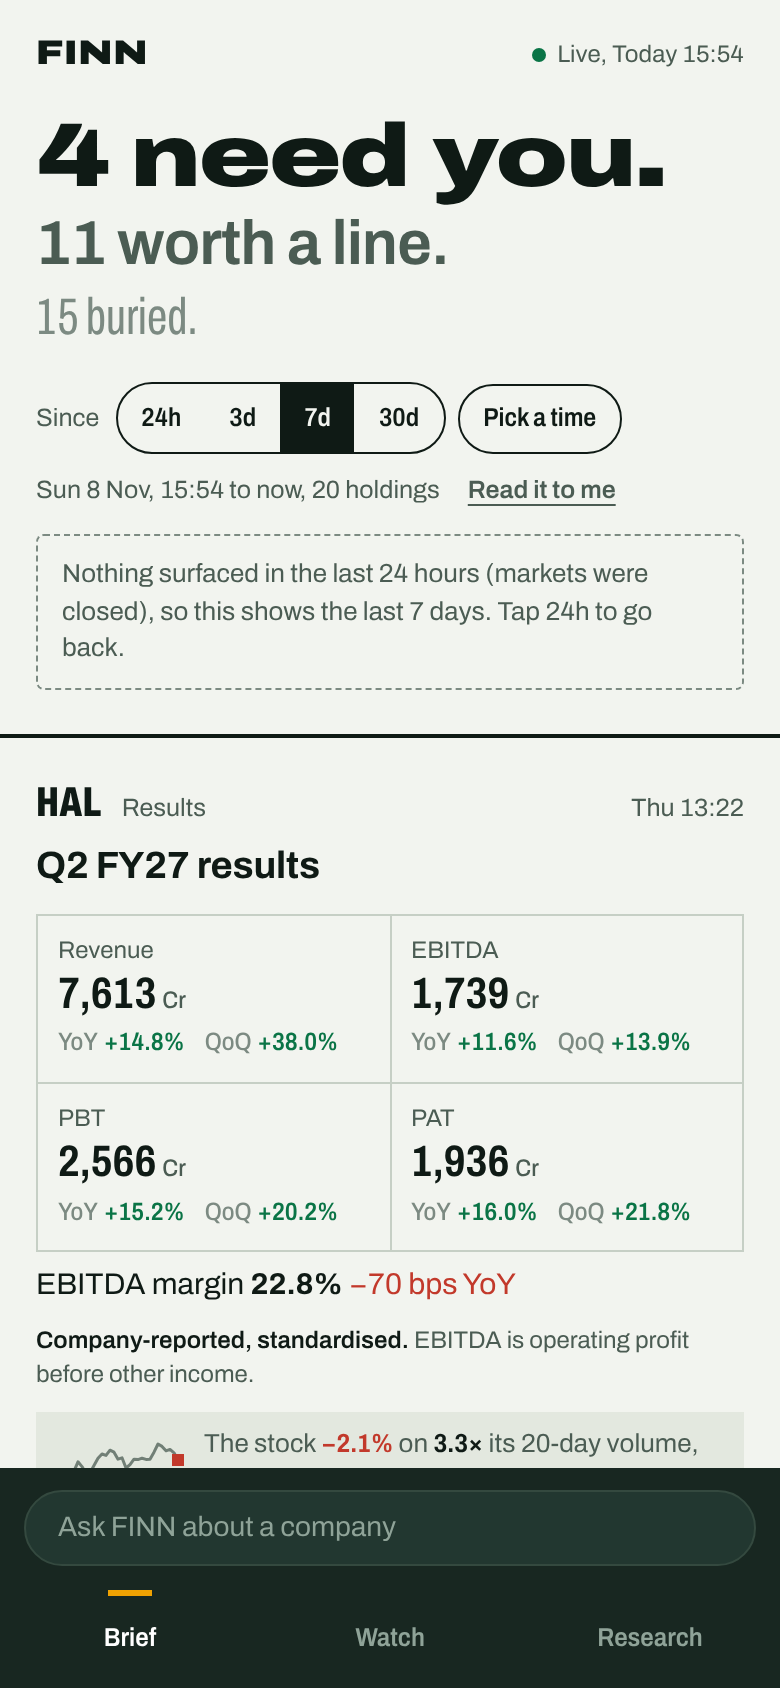 FINN
Live, Today 15:54
4 need you.
11 worth a line.
15 buried.
Since 24h 3d 7d 30d Pick a time
Sun 8 Nov, 15:54 to now, 20 holdings Read it to me
Nothing surfaced in the last 24 hours (markets were
closed), so this shows the last 7 days. Tap 24h to go
back.
HAL Results Thu 13:22
Q2 FY27 results
Revenue
7,613 Cr
YoY +14.8% QoQ +38.0%
EBITDA
1,739 Cr
YoY +11.6% QoQ +13.9%
PBT
2,566 Cr
YoY +15.2% QoQ +20.2%
PAT
1,936 Cr
YoY +16.0% QoQ +21.8%
EBITDA margin 22.8% −70 bps YoY
Company-reported, standardised. EBITDA is operating profit
before other income.
The stock −2.1% on 3.3× its 20-day volume,
Ask FINN about a company
Brief Watch Research